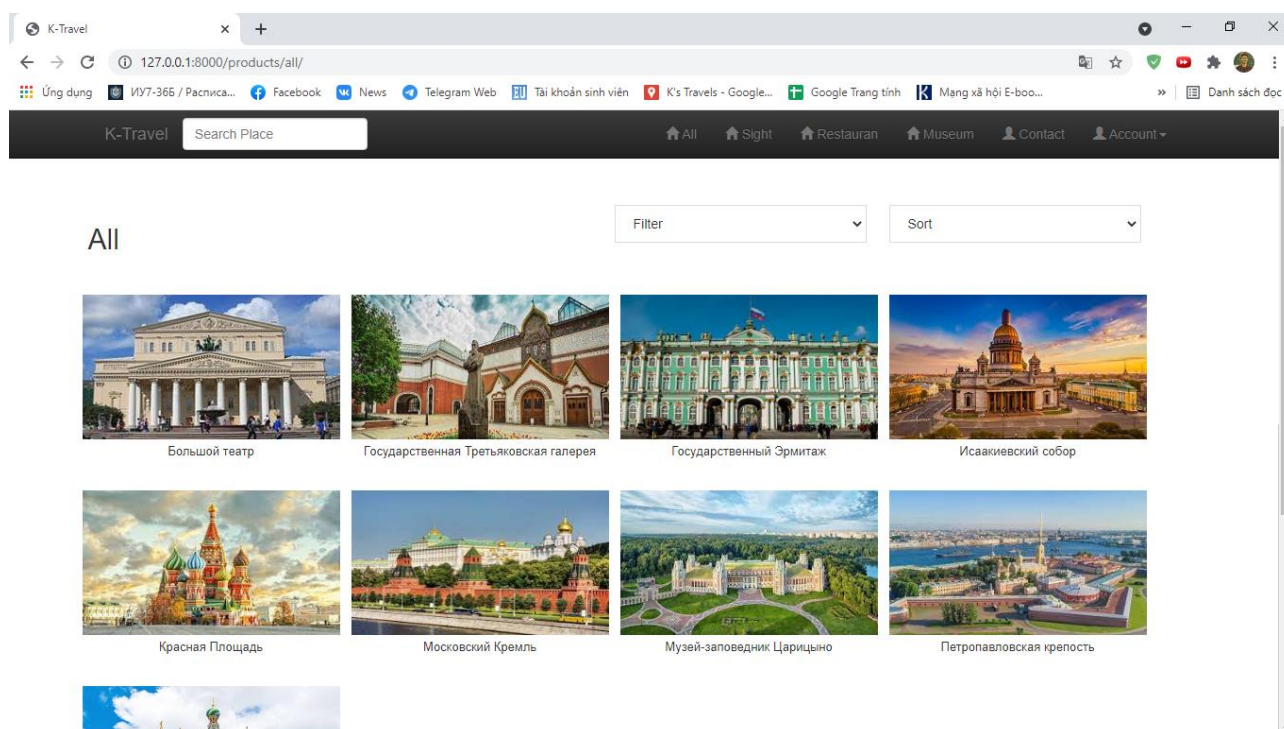 K-Travel
127.0.0.1:8000/products/all/
Ứng dụng ИУ7-36Б / Расписа... Facebook News Telegram Web Tài khoản sinh viên K's Travels - Google... Google Trang tính Mạng xã hội E-boo... » Danh sách đọc
K-Travel Search Place All Sight Restauran Museum Contact Account
All Filter Sort
Большой театр Государственная Третьяковская галерея Государственный Эрмитаж Исаакиевский собор
Красная Площадь Московский Кремль Музей-заповедник Царицыно Петропавловская крепость